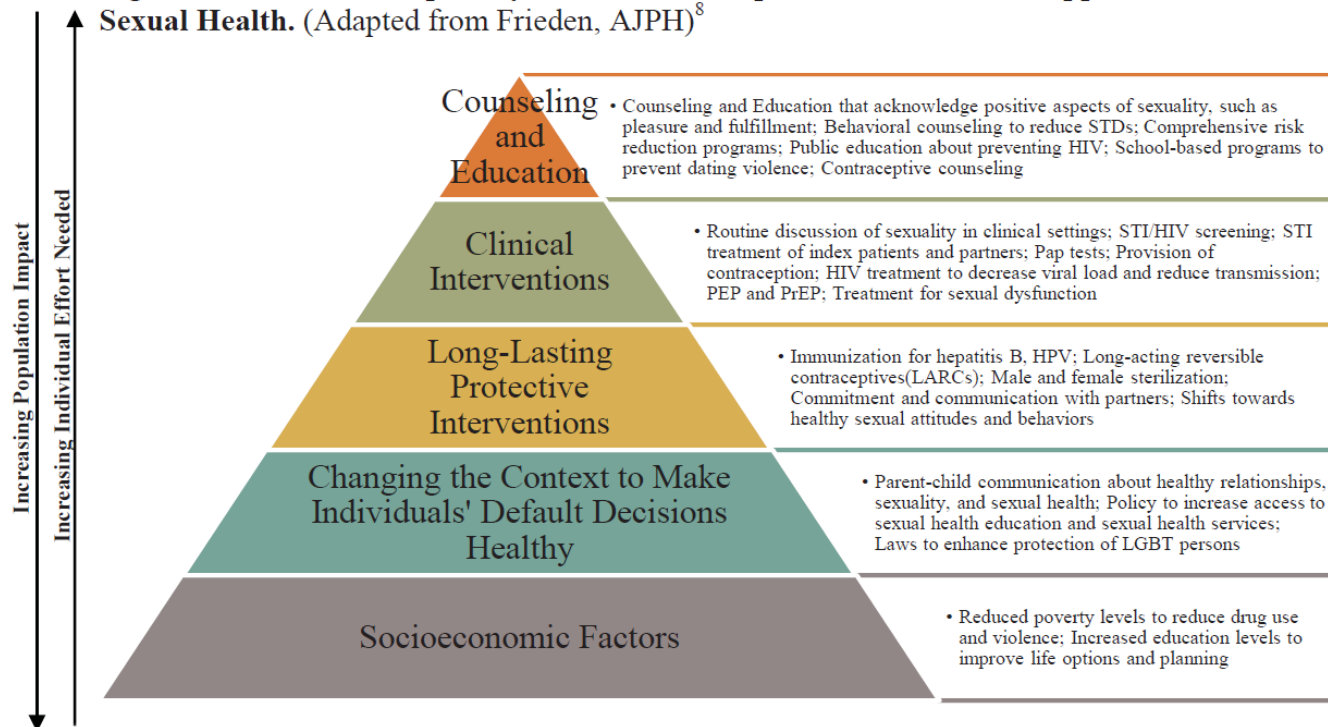 Sexual Health. (Adapted from Frieden, AJPH)8
Increasing Population Impact
Increasing Individual Effort Needed
Counseling
and
Education
• Counseling and Education that acknowledge positive aspects of sexuality, such as
pleasure and fulfillment; Behavioral counseling to reduce STDs; Comprehensive risk
reduction programs; Public education about preventing HIV; School-based programs to
prevent dating violence; Contraceptive counseling
Clinical
Interventions
• Routine discussion of sexuality in clinical settings; STI/HIV screening; STI
treatment of index patients and partners; Pap tests; Provision of
contraception; HIV treatment to decrease viral load and reduce transmission;
PEP and PrEP; Treatment for sexual dysfunction
Long-Lasting
Protective
Interventions
• Immunization for hepatitis B, HPV; Long-acting reversible
contraceptives(LARCs); Male and female sterilization;
Commitment and communication with partners; Shifts towards
healthy sexual attitudes and behaviors
Changing the Context to Make
Individuals' Default Decisions
Healthy
• Parent-child communication about healthy relationships,
sexuality, and sexual health; Policy to increase access to
sexual health education and sexual health services;
Laws to enhance protection of LGBT persons
Socioeconomic Factors
• Reduced poverty levels to reduce drug use
and violence; Increased education levels to
improve life options and planning